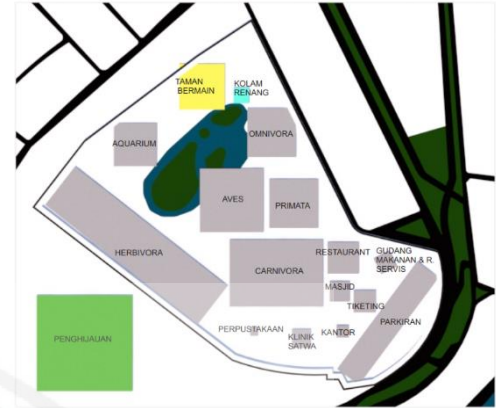 TAMAN
BERMAIN
KOLAM
RENANG
OMNIVORA
AQUARIUM
AVES
PRIMATA
HERBIVORA
CARNIVORA
RESTAURANT
GUDANG
MAKANAN & R.
SERVIS
MASJID
TIKETING
PARKIRAN
PERPUSTAKAAN
KLINIK
SATWA
KANTOR
PENGHIJAUAN